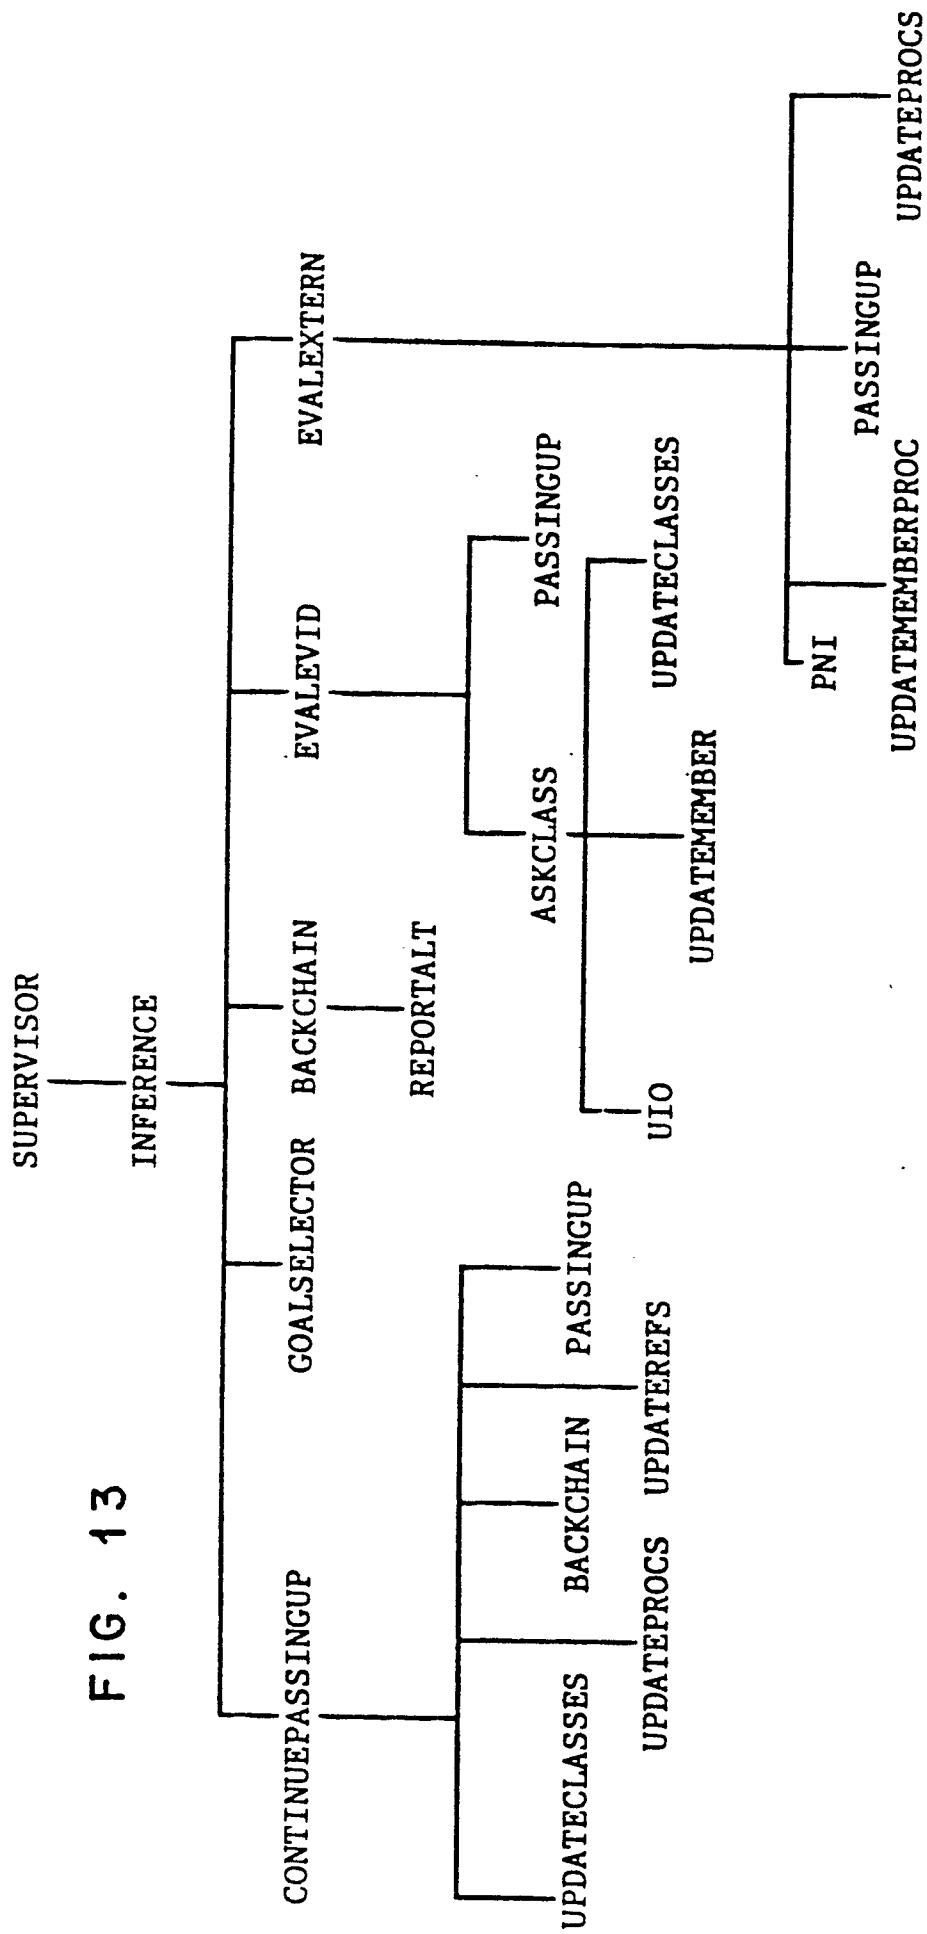 FIG. 13
SUPERVISOR
INFERENCE
CONTINUEPASSINGUP
GOALSELECTOR
BACKCHAIN
EVALEVID
EVALEXTERN
REPORTALT
UPDATECLASSES
UPDATEPROCS
BACKCHAIN
UPDATEREFS
PASSINGUP
ASKCLASS
PASSINGUP
UIO
UPDATEMEMBER
UPDATECLASSES
PNI
UPDATEMEMBERPROC
PASSINGUP
UPDATEPROCS